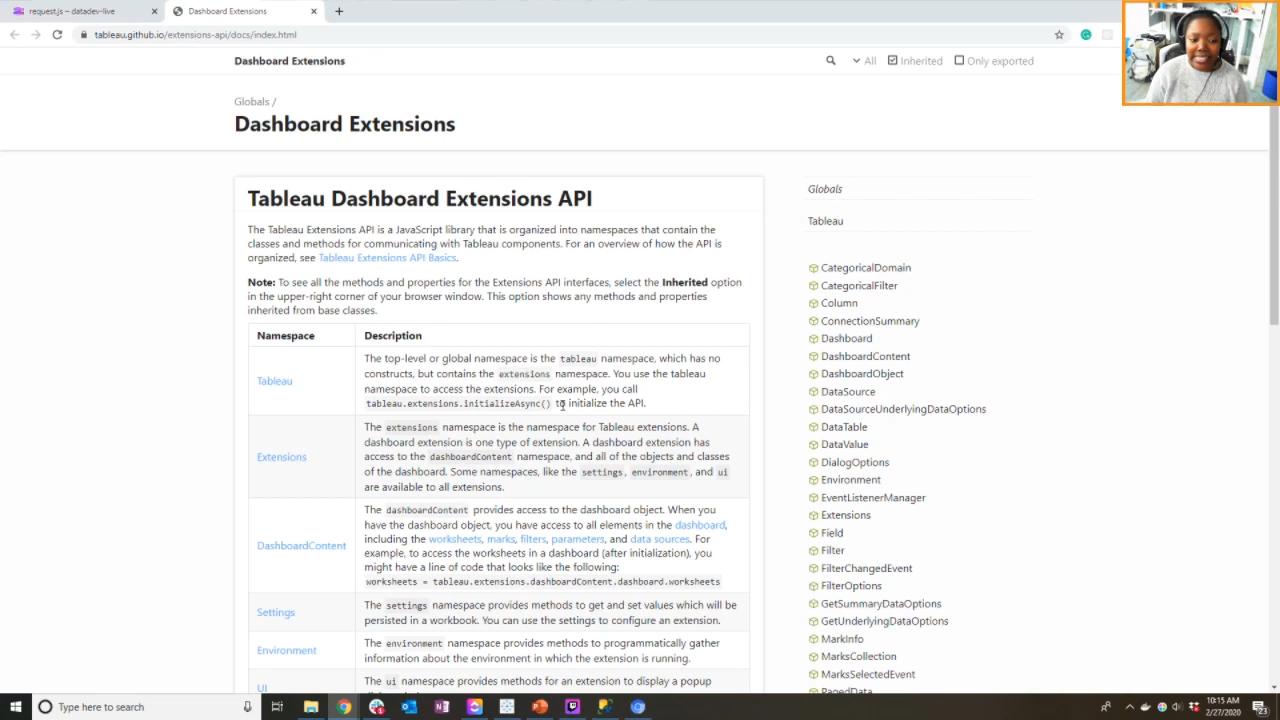 request.js – datadev-live
Dashboard Extensions
tableau.github.io/extensions-api/docs/index.html
Dashboard Extensions
All
Inherited
Only exported
Globals /
Dashboard Extensions
Tableau Dashboard Extensions API
The Tableau Extensions API is a JavaScript library that is organized into namespaces that contain the
classes and methods for communicating with Tableau components. For an overview of how the API is
organized, see Tableau Extensions API Basics.
Note: To see all the methods and properties for the Extensions API interfaces, select the Inherited option
in the upper-right corner of your browser window. This option shows any methods and properties
inherited from base classes.
Namespace Description
Tableau
The top-level or global namespace is the tableau namespace, which has no
constructs, but contains the extensions namespace. You use the tableau
namespace to access the extensions. For example, you call
tableau.extensions.initializeAsync() to initialize the API.
Extensions
The extensions namespace is the namespace for Tableau extensions. A
dashboard extension is one type of extension. A dashboard extension has
access to the dashboardContent namespace, and all of the objects and classes
of the dashboard. Some namespaces, like the settings, environment, and ui
are available to all extensions.
DashboardContent
The dashboardContent provides access to the dashboard object. When you
have the dashboard object, you have access to all elements in the dashboard,
including the worksheets, marks, filters, parameters, and data sources. For
example, to access the worksheets in a dashboard (after initialization), you
might have a line of code that looks like the following:
worksheets = tableau.extensions.dashboardContent.dashboard.worksheets
Settings
The settings namespace provides methods to get and set values which will be
persisted in a workbook. You can use the settings to configure an extension.
Environment
The environment namespace provides methods to programmatically gather
information about the environment in which the extension is running.
UI
The ui namespace provides methods for an extension to display a popup
Globals
Tableau
CategoricalDomain
CategoricalFilter
Column
ConnectionSummary
Dashboard
DashboardContent
DashboardObject
DataSource
DataSourceUnderlyingDataOptions
DataTable
DataValue
DialogOptions
Environment
EventListenerManager
Extensions
Field
Filter
FilterChangedEvent
FilterOptions
GetSummaryDataOptions
GetUnderlyingDataOptions
MarkInfo
MarksCollection
MarksSelectedEvent
PagedData
Type here to search
10:15 AM
2/27/2020
23